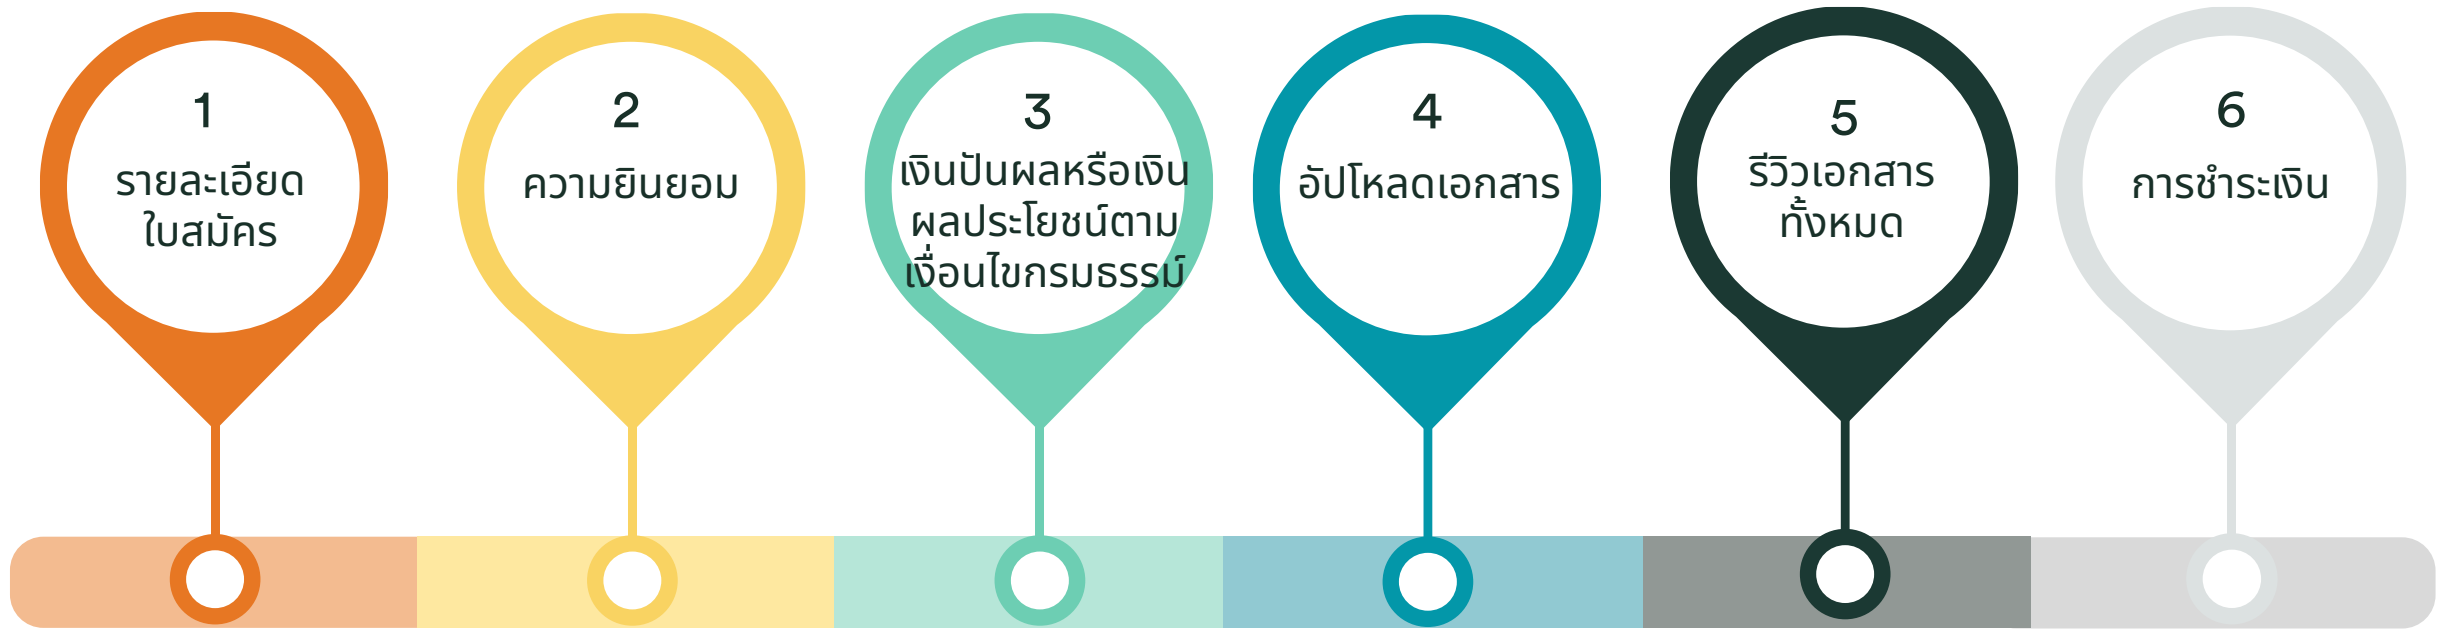 1
รายละเอียด
ใบสมัคร
2
ความยินยอม
3
เงินปันผลหรือเงิน
ผลประโยชน์ตาม
เงื่อนไขกรมธรรม์
4
อัปโหลดเอกสาร
5
รีวิวเอกสาร
ทั้งหมด
6
การชำระเงิน